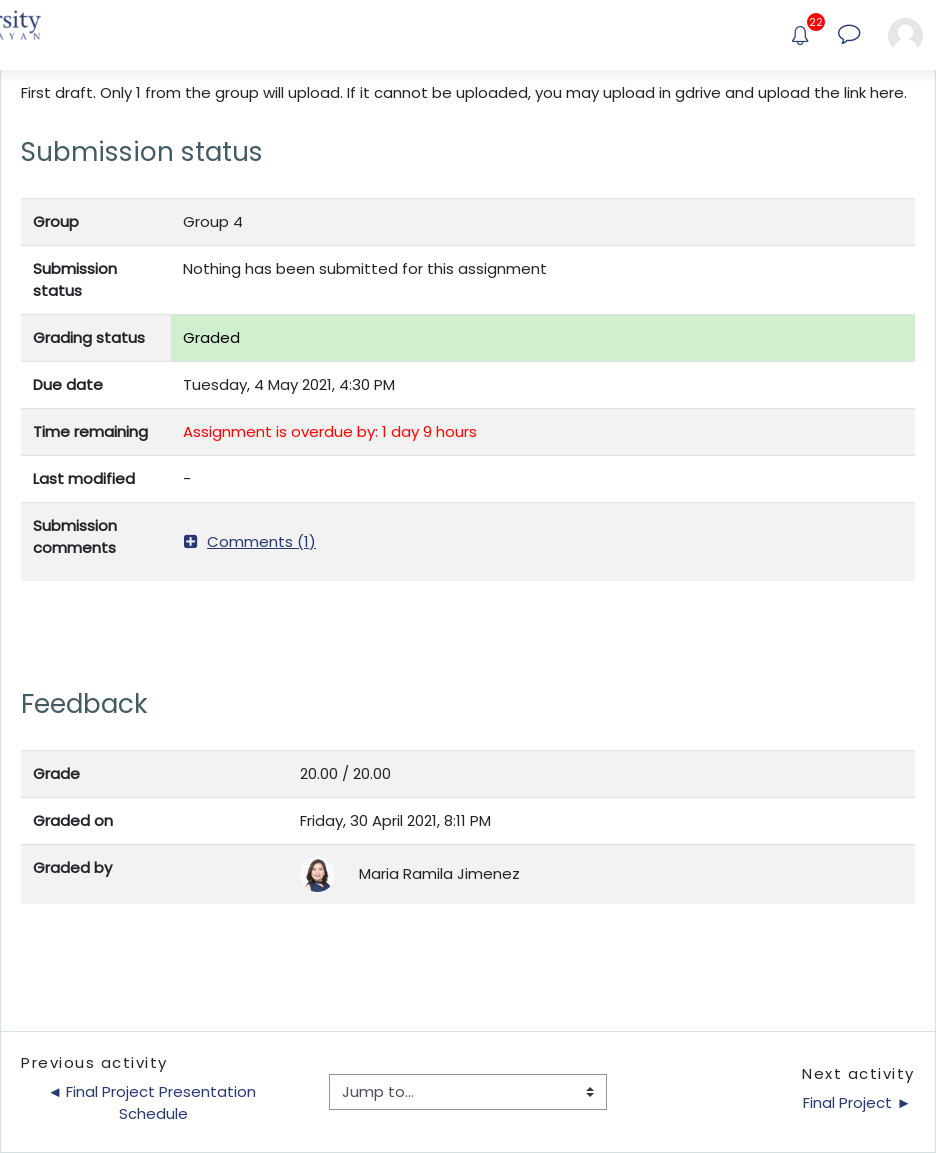 rsity
AYAN
22
First draft. Only 1 from the group will upload. If it cannot be uploaded, you may upload in gdrive and upload the link here.
Submission status
Group Group 4
Submission status Nothing has been submitted for this assignment
Grading status Graded
Due date Tuesday, 4 May 2021, 4:30 PM
Time remaining Assignment is overdue by: 1 day 9 hours
Last modified -
Submission comments Comments (1)
Feedback
Grade 20.00 / 20.00
Graded on Friday, 30 April 2021, 8:11 PM
Graded by Maria Ramila Jimenez
Previous activity
◄ Final Project Presentation
Schedule
Jump to...
Next activity
Final Project ►